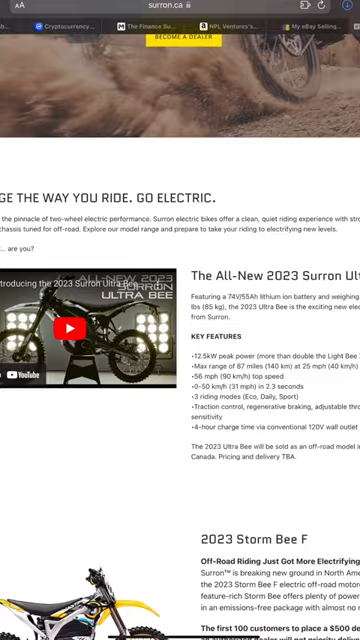 AA
surron.ca
b...
Cryptocurrency...
The Finance Su...
NPL Ventures's...
My eBay Selling...
BECOME A DEALER
GE THE WAY YOU RIDE. GO ELECTRIC.
the pinnacle of two-wheel electric performance. Surron electric bikes offer a clean, quiet riding experience with stro
chassis tuned for off-road. Explore our model range and prepare to take your riding to electrifying new levels.
... are you?
troducing the 2023 Surron Ultra Bee
ALL-NEW 2023
SURRON
ULTRA BEE
YouTube
The All-New 2023 Surron Ult
Featuring a 74V/55Ah lithium ion battery and weighing
lbs (85 kg), the 2023 Ultra Bee is the exciting new elec
from Surron.
KEY FEATURES
•12.5kW peak power (more than double the Light Bee
•Max range of 87 miles (140 km) at 25 mph (40 km/h)
•56 mph (90 km/h) top speed
•0-50 km/h (31 mph) in 2.3 seconds
•3 riding modes (Eco, Daily, Sport)
•Traction control, regenerative braking, adjustable thro
sensitivity
•4-hour charge time via conventional 120V wall outlet
The 2023 Ultra Bee will be sold as an off-road model in
Canada. Pricing and delivery TBA.
2023 Storm Bee F
Off-Road Riding Just Got More Electrifying
Surron™ is breaking new ground in North Ame
the 2023 Storm Bee F electric off-road motorc
feature-rich Storm Bee offers plenty of power
in an emissions-free package with almost no m
The first 100 customers to place a $500 de